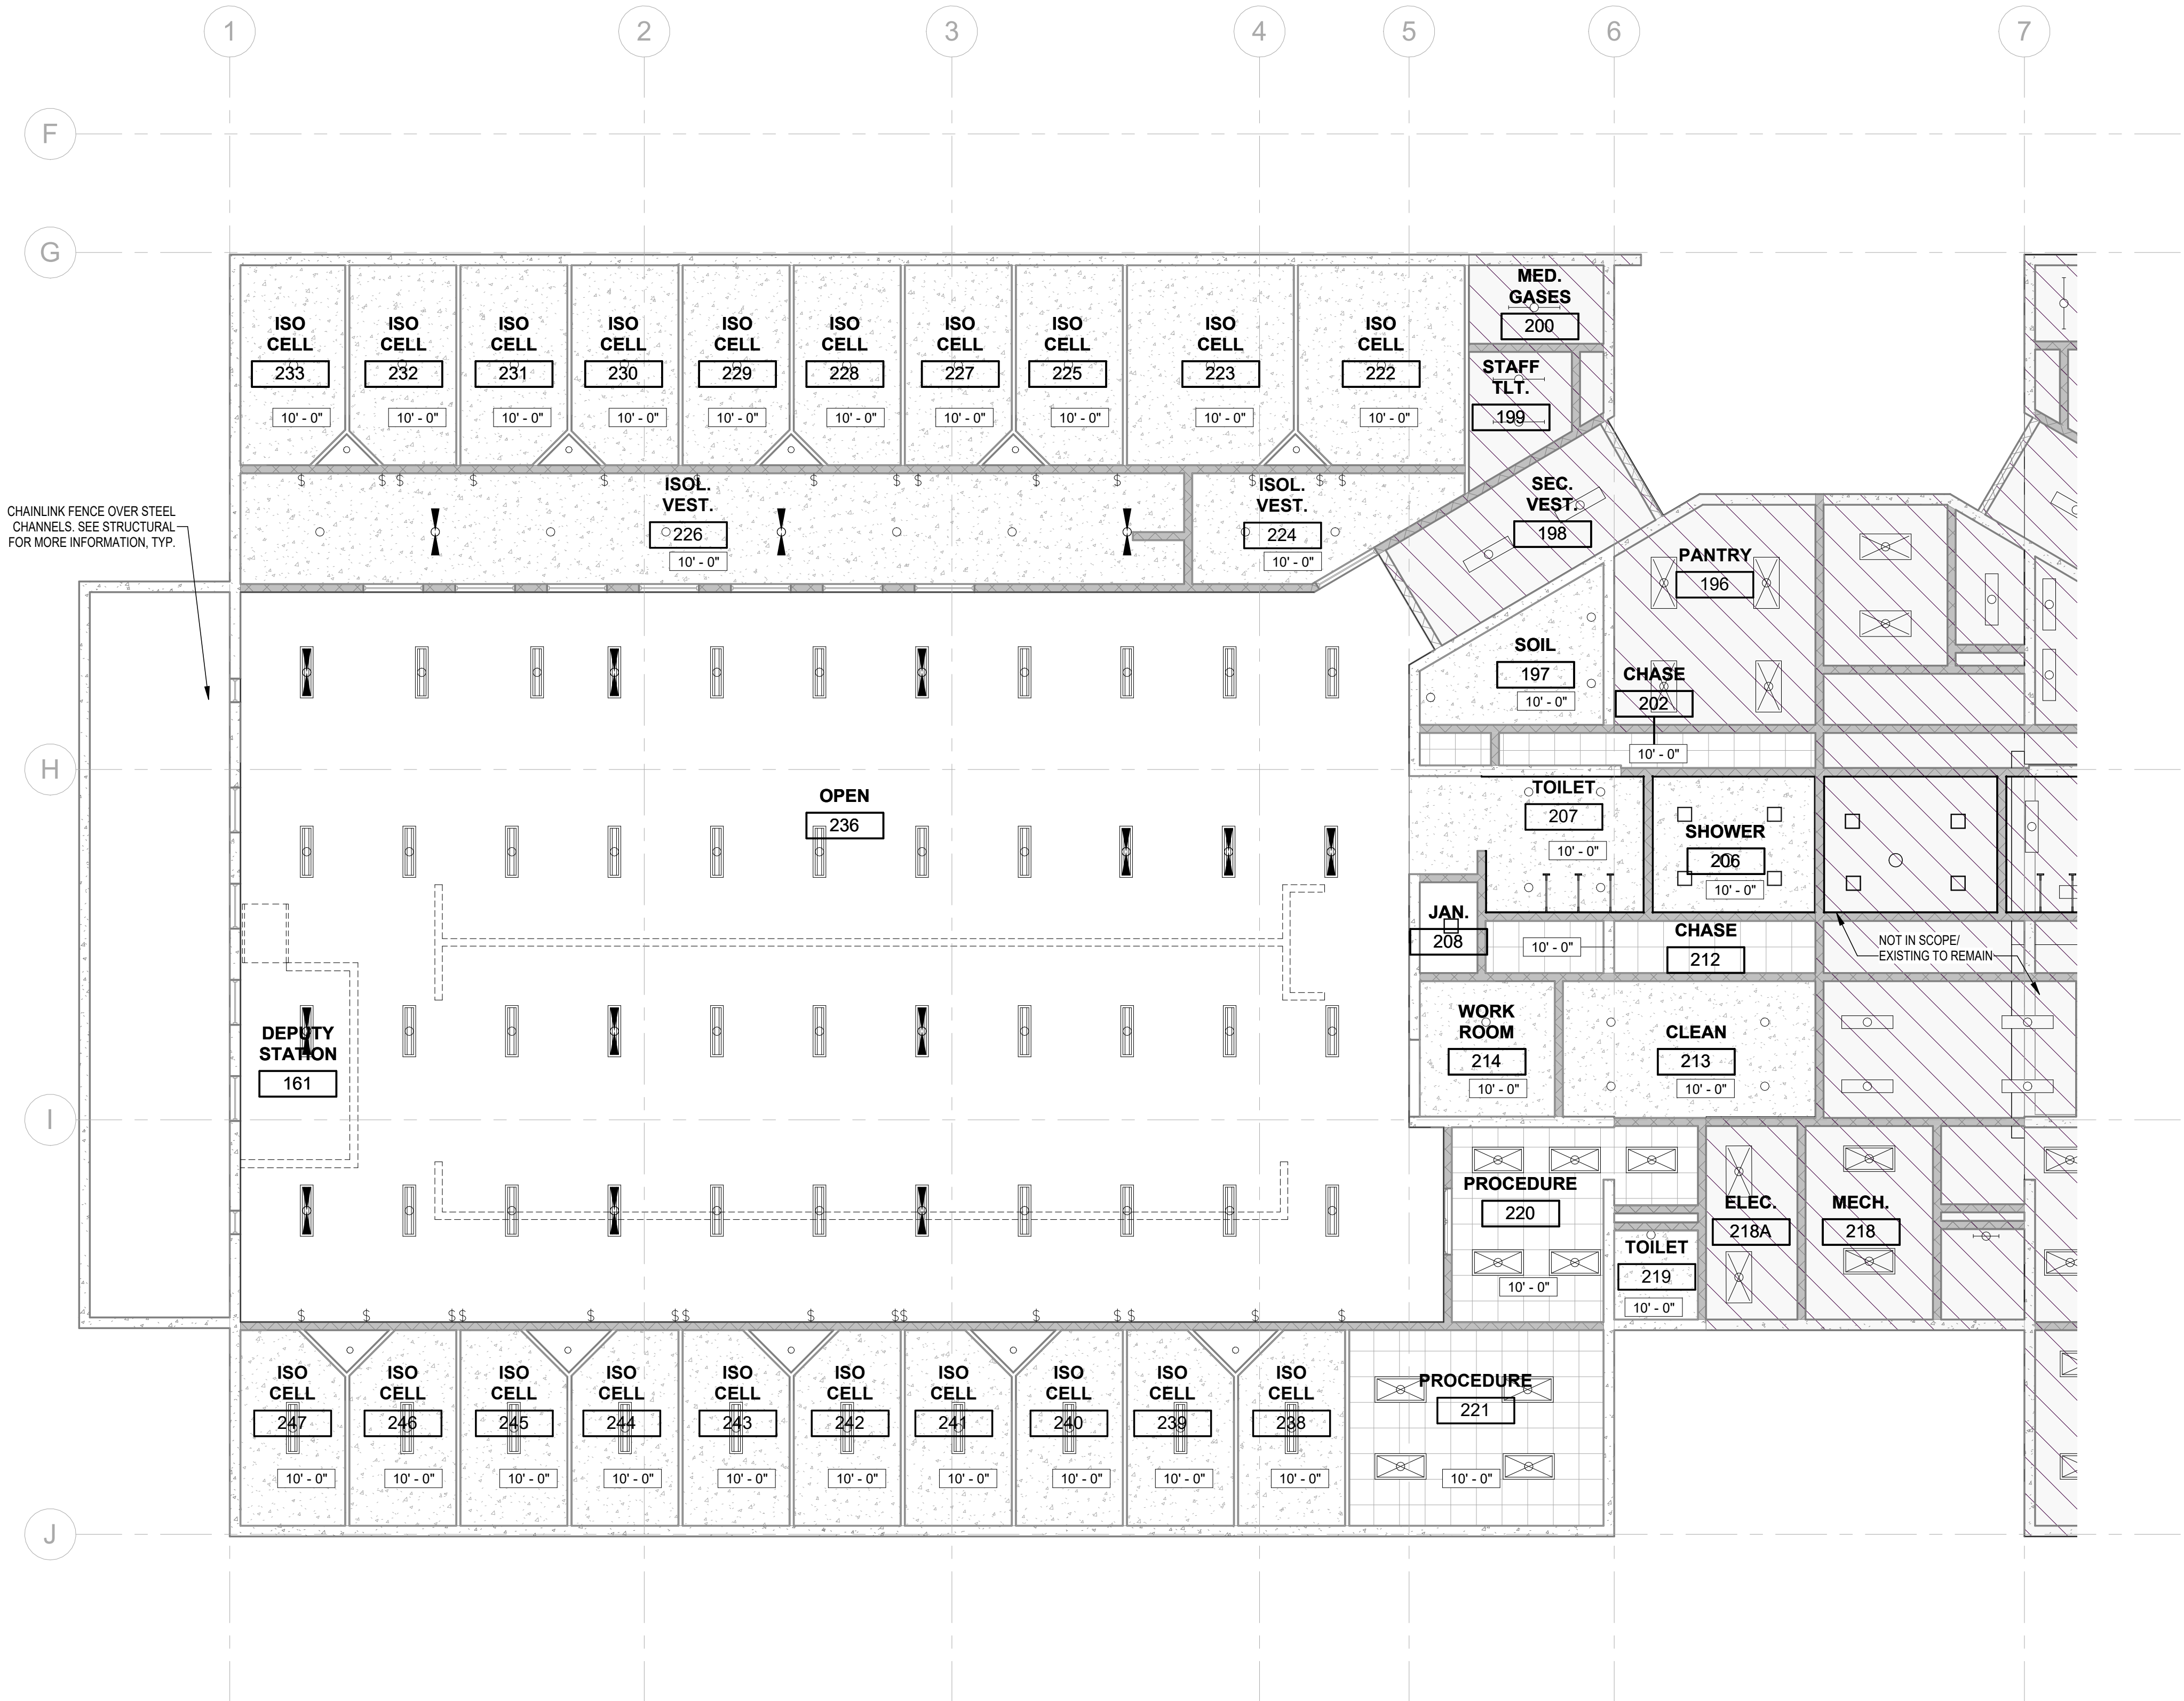 1
2
3
4
5
6
7
F
G
MED.
GASES
200
ISO
CELL
233
10' - 0"
ISO
CELL
232
10' - 0"
ISO
CELL
231
10' - 0"
ISO
CELL
230
10' - 0"
ISO
CELL
229
10' - 0"
ISO
CELL
228
10' - 0"
ISO
CELL
227
10' - 0"
ISO
CELL
225
10' - 0"
ISO
CELL
223
10' - 0"
ISO
CELL
222
10' - 0"
STAFF
TLT.
199
$ $ $ $ $ $ $ $ $ $ $ $ $ $
ISOL.
VEST.
226
10' - 0"
ISOL.
VEST.
224
10' - 0"
SEC.
VEST.
198
CHAINLINK FENCE OVER STEEL
CHANNELS. SEE STRUCTURAL
FOR MORE INFORMATION, TYP.
PANTRY
196
SOIL
197
10' - 0"
CHASE
202
10' - 0"
H
OPEN
236
TOILET
207
10' - 0"
SHOWER
206
10' - 0"
JAN.
208
10' - 0"
CHASE
212
NOT IN SCOPE/
EXISTING TO REMAIN
DEPUTY
STATION
161
WORK
ROOM
214
10' - 0"
CLEAN
213
10' - 0"
I
PROCEDURE
220
10' - 0"
ELEC.
218A
MECH.
218
TOILET
219
10' - 0"
$ $ $$ $ $$ $ $$ $ $$ $ $
ISO
CELL
247
10' - 0"
ISO
CELL
246
10' - 0"
ISO
CELL
245
10' - 0"
ISO
CELL
244
10' - 0"
ISO
CELL
243
10' - 0"
ISO
CELL
242
10' - 0"
ISO
CELL
241
10' - 0"
ISO
CELL
240
10' - 0"
ISO
CELL
239
10' - 0"
ISO
CELL
238
10' - 0"
PROCEDURE
221
10' - 0"
J